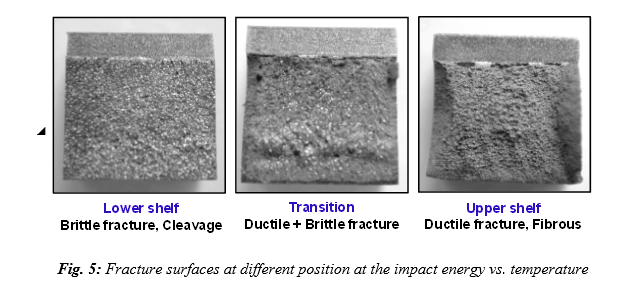 Lower shelf
Brittle fracture, Cleavage
Transition
Ductile + Brittle fracture
Upper shelf
Ductile fracture, Fibrous
Fig. 5: Fracture surfaces at different position at the impact energy vs. temperature